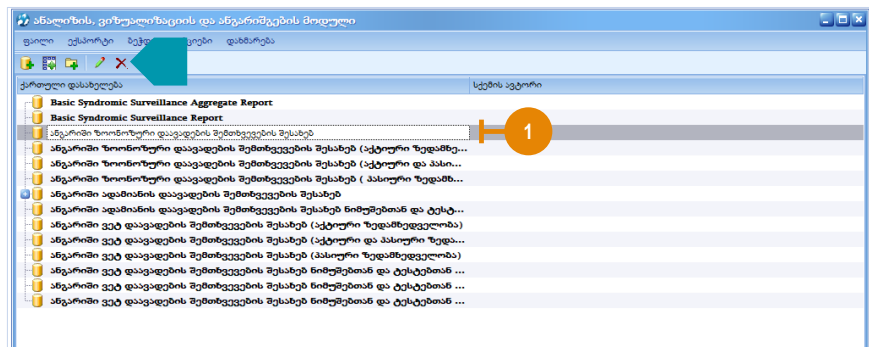 ანალიზის, ვიზუალიზაციის და ანგარიშგების მოდული
ფაილი ექსპორტი დახმარება
ქართული დასახელება სქემის ავტორი
Basic Syndromic Surveillance Aggregate Report
Basic Syndromic Surveillance Report
ანგარიში ზოონოზური დაავადების შემთხვევების შესახებ
1
ანგარიში ზოონოზური დაავადების შემთხვევების შესახებ (აქტიური ზედამხე...
ანგარიში ზოონოზური დაავადების შემთხვევების შესახებ (აქტიური და პასი...
ანგარიში ზოონოზური დაავადების შემთხვევების შესახებ ( პასიური ზედამხ...
ანგარიში ადამიანის დაავადების შემთხვევების შესახებ
ანგარიში ადამიანის დაავადების შემთხვევების შესახებ ნიმუშებთან და ტესტ...
ანგარიში ვეტ დაავადების შემთხვევების შესახებ (აქტიური ზედამხედველობა)
ანგარიში ვეტ დაავადების შემთხვევების შესახებ (აქტიური და პასიური ზედა...
ანგარიში ვეტ დაავადების შემთხვევების შესახებ (პასიური ზედამხედველობა)
ანგარიში ვეტ დაავადების შემთხვევების შესახებ ნიმუშებთან და ტესტებთან ...
ანგარიში ვეტ დაავადების შემთხვევების შესახებ ნიმუშებთან და ტესტებთან ...
ანგარიში ვეტ დაავადების შემთხვევების შესახებ ნიმუშებთან და ტესტებთან ...